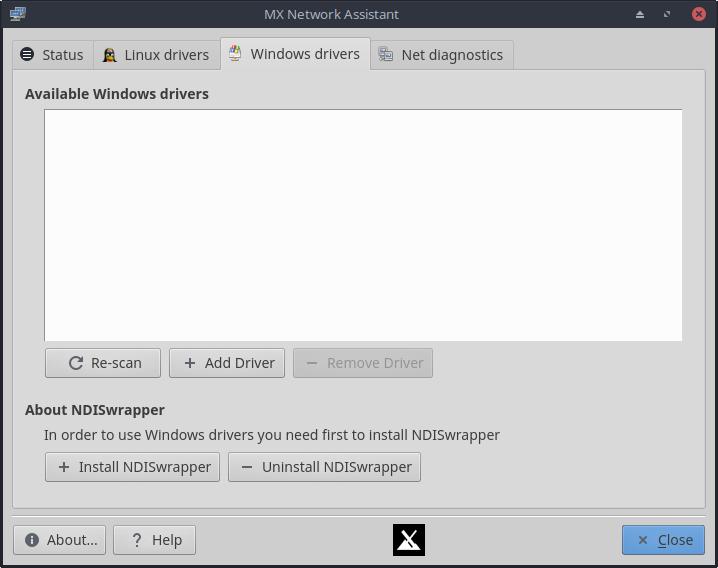 MX Network Assistant
Status Linux drivers Windows drivers Net diagnostics
Available Windows drivers
Re-scan Add Driver Remove Driver
About NDISwrapper
In order to use Windows drivers you need first to install NDISwrapper
Install NDISwrapper Uninstall NDISwrapper
About... Help Close